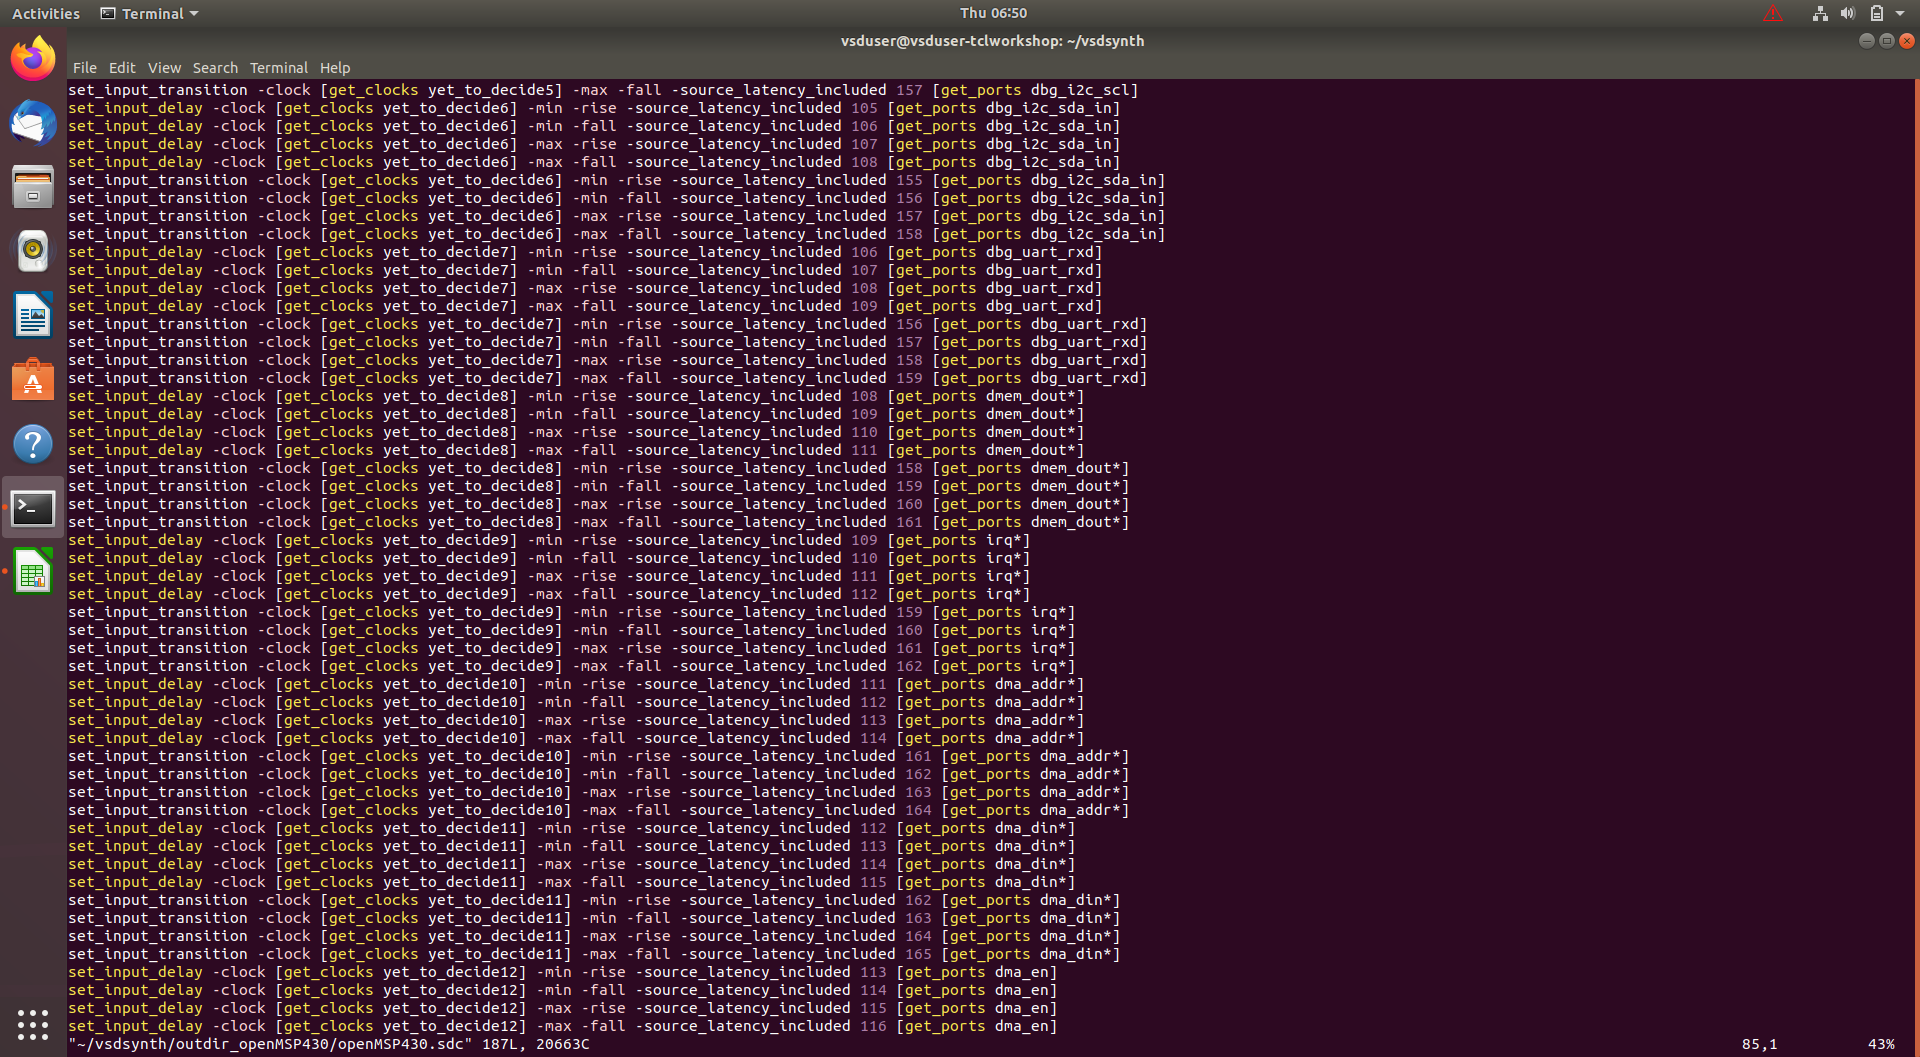 Activities
Terminal
Thu 06:50
vsduser@vsduser-tclworkshop: ~/vsdsynth
File Edit View Search Terminal Help
set_input_transition -clock [get_clocks yet_to_decide5] -max -fall -source_latency_included 157 [get_ports dbg_i2c_scl]
set_input_delay -clock [get_clocks yet_to_decide6] -min -rise -source_latency_included 105 [get_ports dbg_i2c_sda_in]
set_input_delay -clock [get_clocks yet_to_decide6] -min -fall -source_latency_included 106 [get_ports dbg_i2c_sda_in]
set_input_delay -clock [get_clocks yet_to_decide6] -max -rise -source_latency_included 107 [get_ports dbg_i2c_sda_in]
set_input_delay -clock [get_clocks yet_to_decide6] -max -fall -source_latency_included 108 [get_ports dbg_i2c_sda_in]
set_input_transition -clock [get_clocks yet_to_decide6] -min -rise -source_latency_included 155 [get_ports dbg_i2c_sda_in]
set_input_transition -clock [get_clocks yet_to_decide6] -min -fall -source_latency_included 156 [get_ports dbg_i2c_sda_in]
set_input_transition -clock [get_clocks yet_to_decide6] -max -rise -source_latency_included 157 [get_ports dbg_i2c_sda_in]
set_input_transition -clock [get_clocks yet_to_decide6] -max -fall -source_latency_included 158 [get_ports dbg_i2c_sda_in]
set_input_delay -clock [get_clocks yet_to_decide7] -min -rise -source_latency_included 106 [get_ports dbg_uart_rxd]
set_input_delay -clock [get_clocks yet_to_decide7] -min -fall -source_latency_included 107 [get_ports dbg_uart_rxd]
set_input_delay -clock [get_clocks yet_to_decide7] -max -rise -source_latency_included 108 [get_ports dbg_uart_rxd]
set_input_delay -clock [get_clocks yet_to_decide7] -max -fall -source_latency_included 109 [get_ports dbg_uart_rxd]
set_input_transition -clock [get_clocks yet_to_decide7] -min -rise -source_latency_included 156 [get_ports dbg_uart_rxd]
set_input_transition -clock [get_clocks yet_to_decide7] -min -fall -source_latency_included 157 [get_ports dbg_uart_rxd]
set_input_transition -clock [get_clocks yet_to_decide7] -max -rise -source_latency_included 158 [get_ports dbg_uart_rxd]
set_input_transition -clock [get_clocks yet_to_decide7] -max -fall -source_latency_included 159 [get_ports dbg_uart_rxd]
set_input_delay -clock [get_clocks yet_to_decide8] -min -rise -source_latency_included 108 [get_ports dmem_dout*]
set_input_delay -clock [get_clocks yet_to_decide8] -min -fall -source_latency_included 109 [get_ports dmem_dout*]
set_input_delay -clock [get_clocks yet_to_decide8] -max -rise -source_latency_included 110 [get_ports dmem_dout*]
set_input_delay -clock [get_clocks yet_to_decide8] -max -fall -source_latency_included 111 [get_ports dmem_dout*]
set_input_transition -clock [get_clocks yet_to_decide8] -min -rise -source_latency_included 158 [get_ports dmem_dout*]
set_input_transition -clock [get_clocks yet_to_decide8] -min -fall -source_latency_included 159 [get_ports dmem_dout*]
set_input_transition -clock [get_clocks yet_to_decide8] -max -rise -source_latency_included 160 [get_ports dmem_dout*]
set_input_transition -clock [get_clocks yet_to_decide8] -max -fall -source_latency_included 161 [get_ports dmem_dout*]
set_input_delay -clock [get_clocks yet_to_decide9] -min -rise -source_latency_included 109 [get_ports irq*]
set_input_delay -clock [get_clocks yet_to_decide9] -min -fall -source_latency_included 110 [get_ports irq*]
set_input_delay -clock [get_clocks yet_to_decide9] -max -rise -source_latency_included 111 [get_ports irq*]
set_input_delay -clock [get_clocks yet_to_decide9] -max -fall -source_latency_included 112 [get_ports irq*]
set_input_transition -clock [get_clocks yet_to_decide9] -min -rise -source_latency_included 159 [get_ports irq*]
set_input_transition -clock [get_clocks yet_to_decide9] -min -fall -source_latency_included 160 [get_ports irq*]
set_input_transition -clock [get_clocks yet_to_decide9] -max -rise -source_latency_included 161 [get_ports irq*]
set_input_transition -clock [get_clocks yet_to_decide9] -max -fall -source_latency_included 162 [get_ports irq*]
set_input_delay -clock [get_clocks yet_to_decide10] -min -rise -source_latency_included 111 [get_ports dma_addr*]
set_input_delay -clock [get_clocks yet_to_decide10] -min -fall -source_latency_included 112 [get_ports dma_addr*]
set_input_delay -clock [get_clocks yet_to_decide10] -max -rise -source_latency_included 113 [get_ports dma_addr*]
set_input_delay -clock [get_clocks yet_to_decide10] -max -fall -source_latency_included 114 [get_ports dma_addr*]
set_input_transition -clock [get_clocks yet_to_decide10] -min -rise -source_latency_included 161 [get_ports dma_addr*]
set_input_transition -clock [get_clocks yet_to_decide10] -min -fall -source_latency_included 162 [get_ports dma_addr*]
set_input_transition -clock [get_clocks yet_to_decide10] -max -rise -source_latency_included 163 [get_ports dma_addr*]
set_input_transition -clock [get_clocks yet_to_decide10] -max -fall -source_latency_included 164 [get_ports dma_addr*]
set_input_delay -clock [get_clocks yet_to_decide11] -min -rise -source_latency_included 112 [get_ports dma_din*]
set_input_delay -clock [get_clocks yet_to_decide11] -min -fall -source_latency_included 113 [get_ports dma_din*]
set_input_delay -clock [get_clocks yet_to_decide11] -max -rise -source_latency_included 114 [get_ports dma_din*]
set_input_delay -clock [get_clocks yet_to_decide11] -max -fall -source_latency_included 115 [get_ports dma_din*]
set_input_transition -clock [get_clocks yet_to_decide11] -min -rise -source_latency_included 162 [get_ports dma_din*]
set_input_transition -clock [get_clocks yet_to_decide11] -min -fall -source_latency_included 163 [get_ports dma_din*]
set_input_transition -clock [get_clocks yet_to_decide11] -max -rise -source_latency_included 164 [get_ports dma_din*]
set_input_transition -clock [get_clocks yet_to_decide11] -max -fall -source_latency_included 165 [get_ports dma_din*]
set_input_delay -clock [get_clocks yet_to_decide12] -min -rise -source_latency_included 113 [get_ports dma_en]
set_input_delay -clock [get_clocks yet_to_decide12] -min -fall -source_latency_included 114 [get_ports dma_en]
set_input_delay -clock [get_clocks yet_to_decide12] -max -rise -source_latency_included 115 [get_ports dma_en]
set_input_delay -clock [get_clocks yet_to_decide12] -max -fall -source_latency_included 116 [get_ports dma_en]
"~/vsdsynth/outdir_openMSP430/openMSP430.sdc" 187L, 20663C 85,1 43%